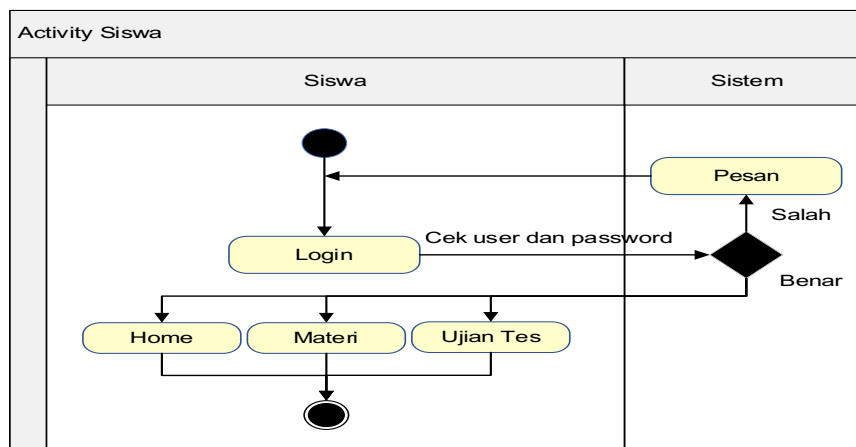 Activity Siswa
Siswa
Sistem
Pesan
Salah
Cek user dan password
Login
Benar
Home
Materi
Ujian Tes